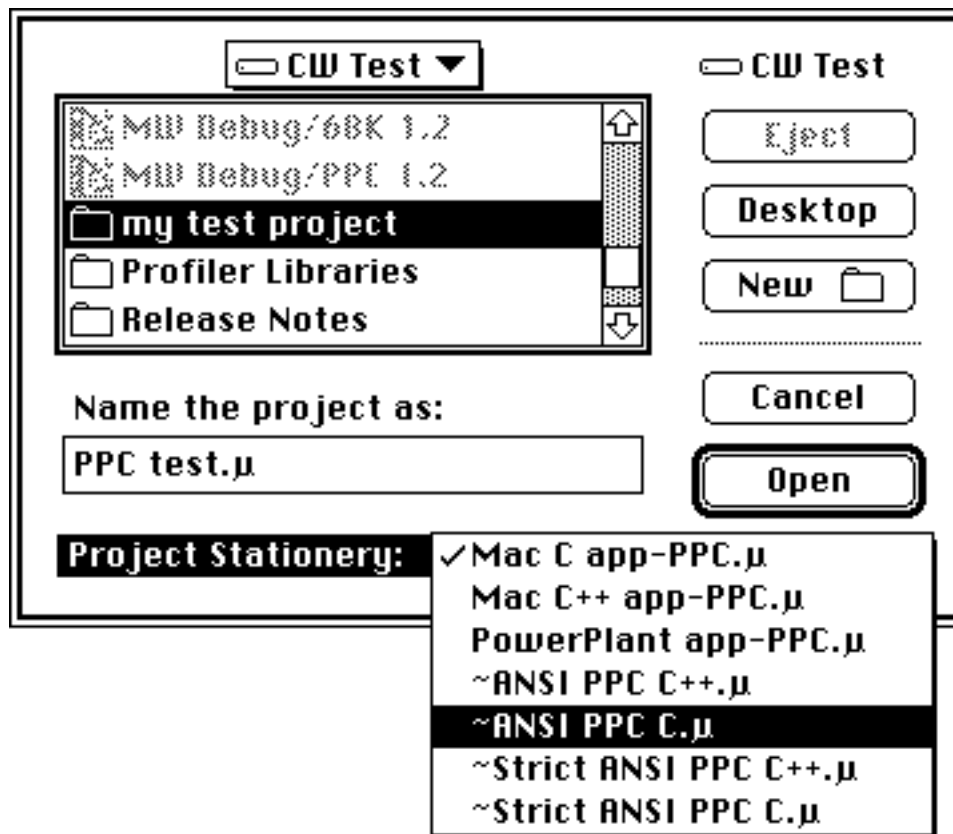 CW Test
CW Test
MW Debug/68K 1.2
MW Debug/PPC 1.2
my test project
Profiler Libraries
Release Notes
Eject
Desktop
New
Cancel
Open
Name the project as:
PPC test.µ
Project Stationery:
✓Mac C app-PPC.µ
Mac C++ app-PPC.µ
PowerPlant app-PPC.µ
~ANSI PPC C++.µ
~ANSI PPC C.µ
~Strict ANSI PPC C++.µ
~Strict ANSI PPC C.µ